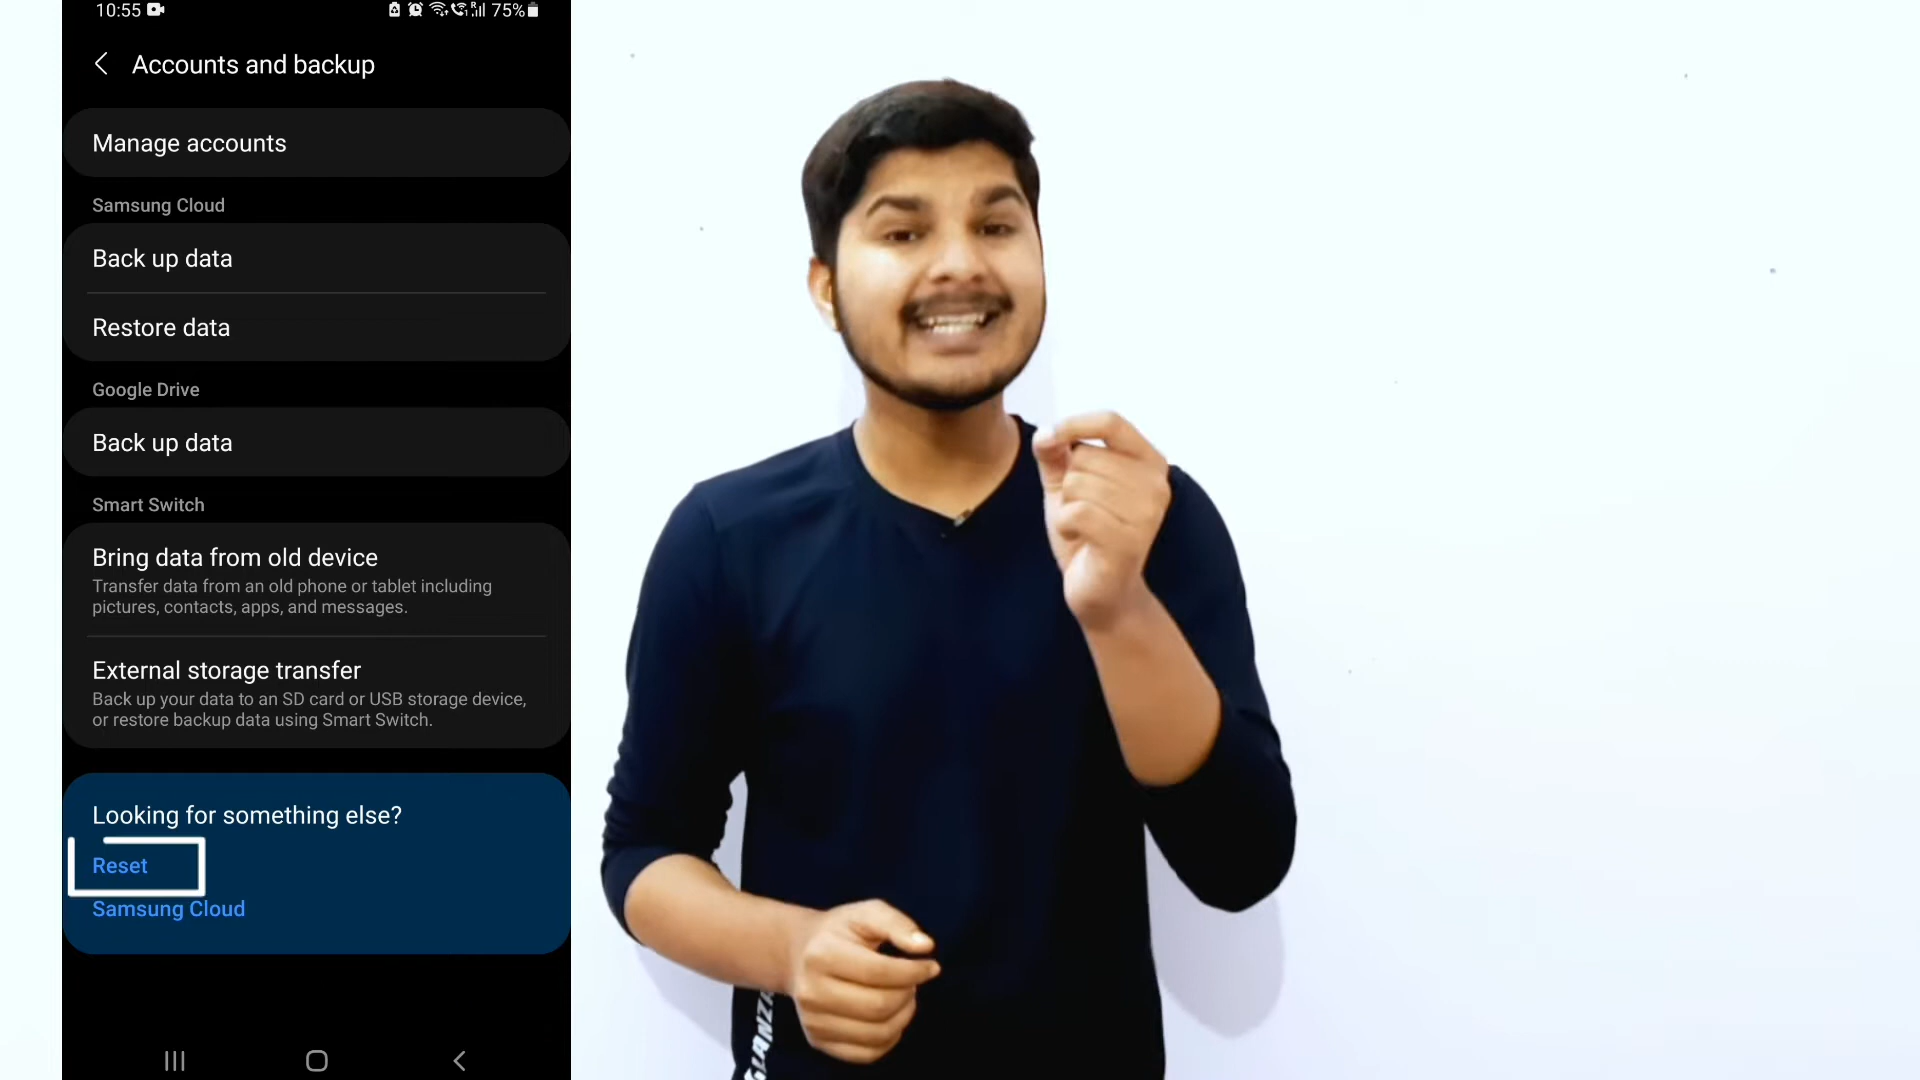 10:55
75%
Accounts and backup
Manage accounts
Samsung Cloud
Back up data
Restore data
Google Drive
Back up data
Smart Switch
Bring data from old device
Transfer data from an old phone or tablet including
pictures, contacts, apps, and messages.
External storage transfer
Back up your data to an SD card or USB storage device,
or restore backup data using Smart Switch.
Looking for something else?
Reset
Samsung Cloud